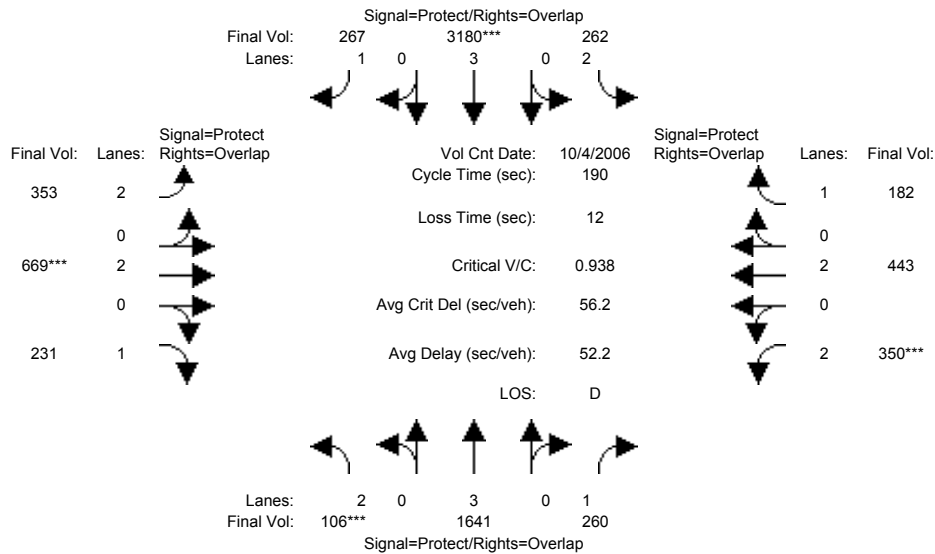 Signal=Protect/Rights=Overlap
Final Vol: 267 3180*** 262
Lanes: 1 0 3 0 2
Signal=Protect Signal=Protect
Final Vol: Lanes: Rights=Overlap Vol Cnt Date: 10/4/2006 Rights=Overlap Lanes: Final Vol:
Cycle Time (sec): 190
353 2 1 182
Loss Time (sec): 12
0 0
669*** 2 Critical V/C: 0.938 2 443
0 Avg Crit Del (sec/veh): 56.2 0
231 1 Avg Delay (sec/veh): 52.2 2 350***
LOS: D
Lanes: 2 0 3 0 1
Final Vol: 106*** 1641 260
Signal=Protect/Rights=Overlap